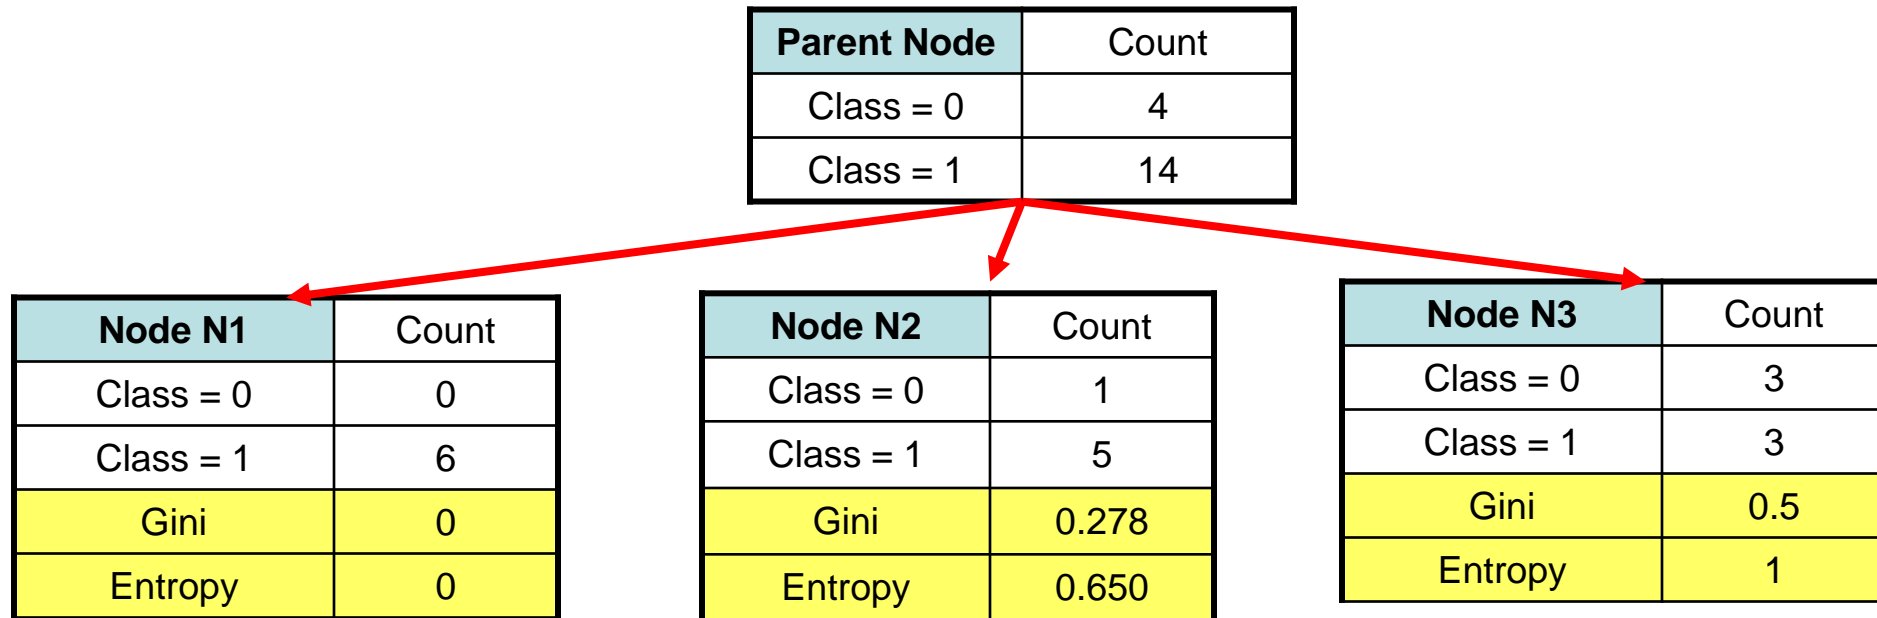 Parent Node Count
Class = 0 4
Class = 1 14
Node N1 Count
Class = 0 0
Class = 1 6
Gini 0
Entropy 0
Node N2 Count
Class = 0 1
Class = 1 5
Gini 0.278
Entropy 0.650
Node N3 Count
Class = 0 3
Class = 1 3
Gini 0.5
Entropy 1